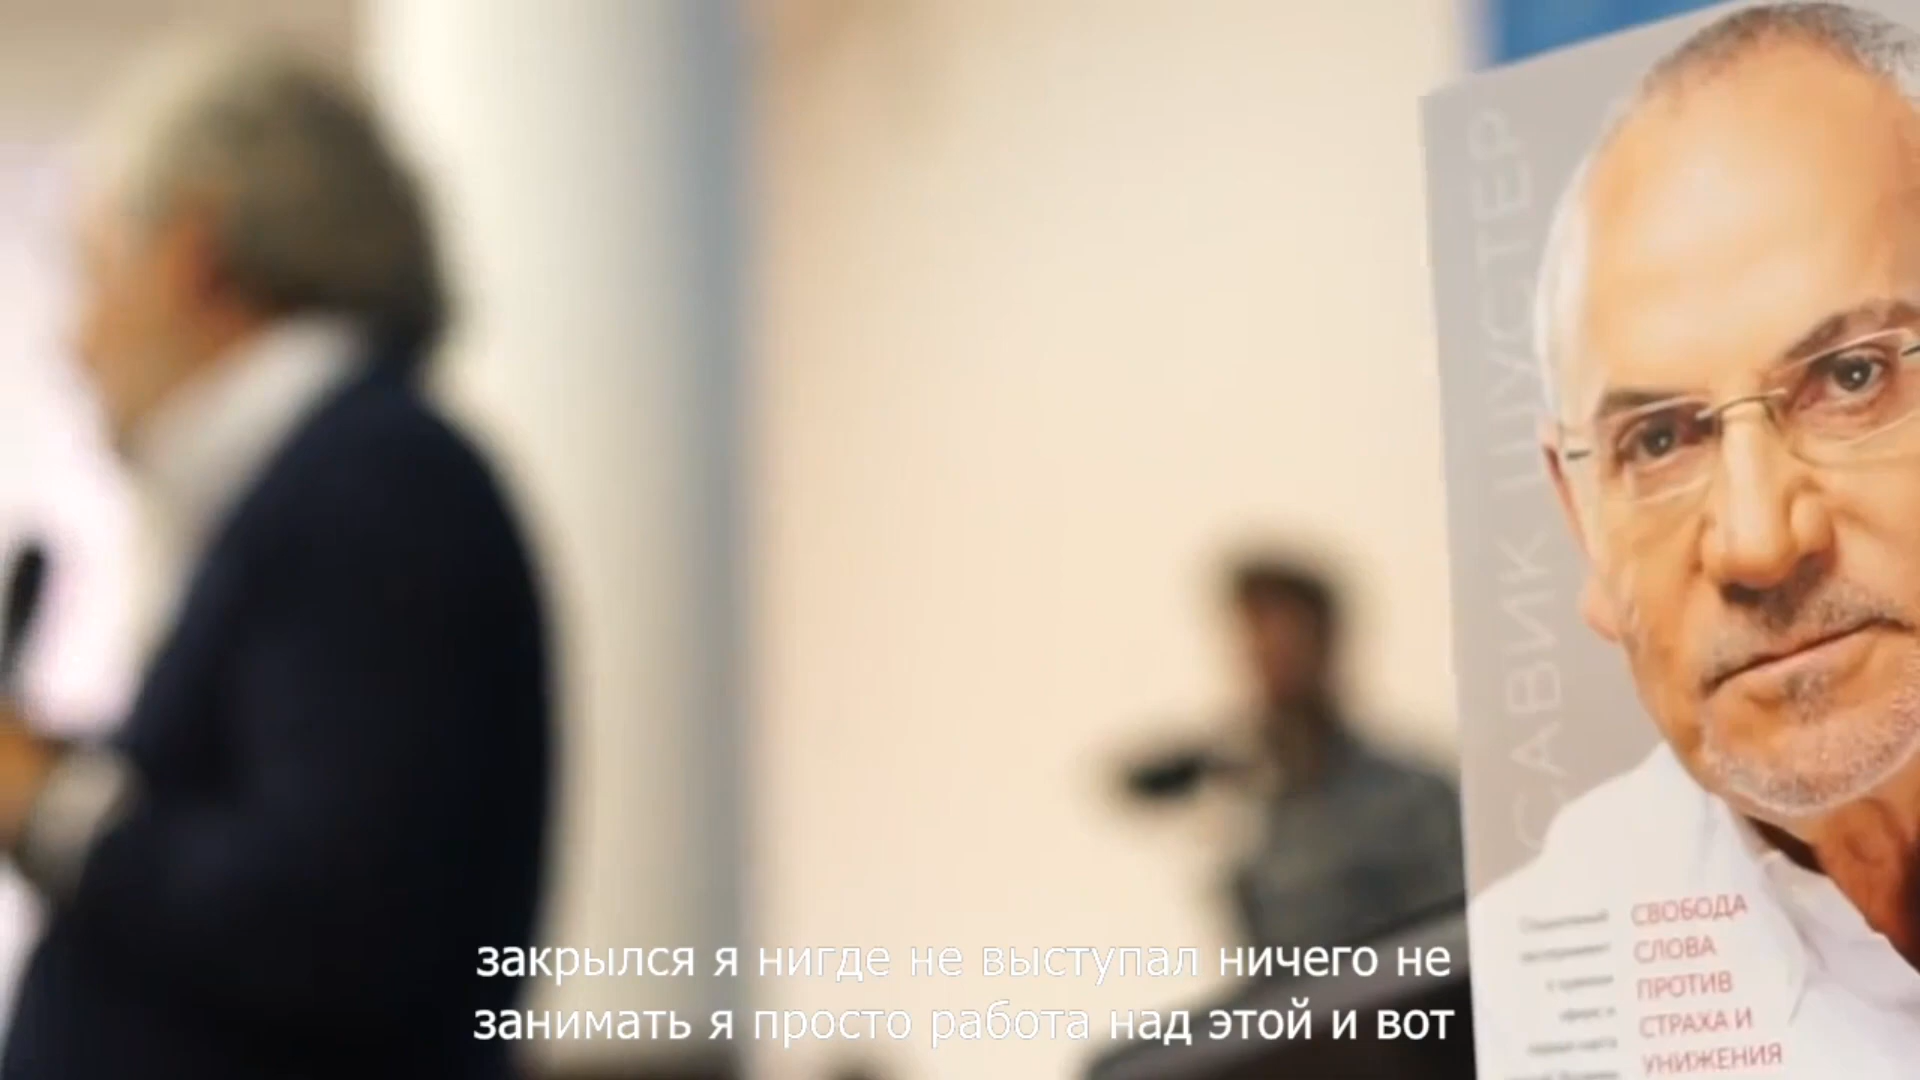 САВИК ШУСТЕР
СВОБОДА
СЛОВА
ПРОТИВ
СТРАХА И
УНИЖЕНИЯ
закрылся я нигде не выступал ничего не
занимать я просто работа над этой и вот